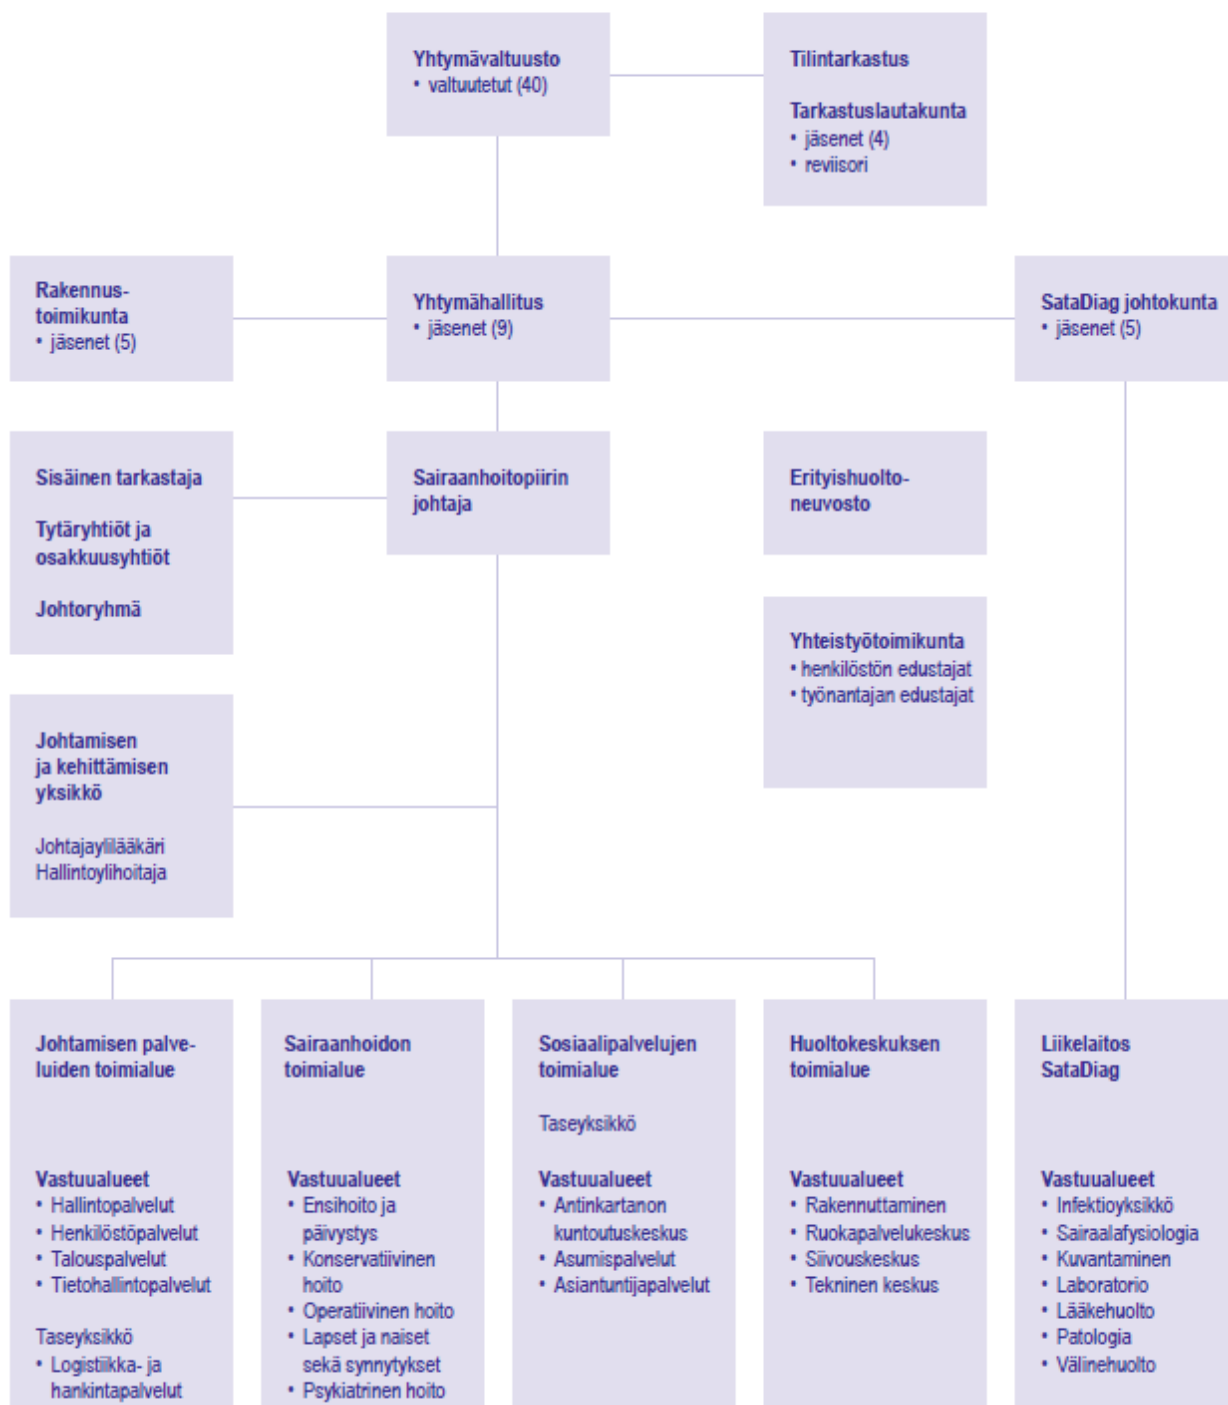 Yhtymävaltuusto
• valtuutetut (40)
Tilintarkastus
Tarkastuslautakunta
• jäsenet (4)
• reviisori
Rakennus-
toimikunta
• jäsenet (5)
Yhtymähallitus
• jäsenet (9)
SataDiag johtokunta
• jäsenet (5)
Sisäinen tarkastaja
Tytäryhtiöt ja
osakkuusyhtiöt
Johtoryhmä
Sairaanhoitopiirin
johtaja
Erityishuolto-
neuvosto
Yhteistyötoimikunta
• henkilöstön edustajat
• työnantajan edustajat
Johtamisen
ja kehittämisen
yksikkö
Johtajaylilääkäri
Hallintoylihoitaja
Johtamisen palve-
luiden toimialue
Vastuualueet
• Hallintopalvelut
• Henkilöstöpalvelut
• Talouspalvelut
• Tietohallintopalvelut
Taseyksikkö
• Logistiikka- ja
hankintapalvelut
Sairaanhoidon
toimialue
Vastuualueet
• Ensihoito ja
päivystys
• Konservatiivinen
hoito
• Operatiivinen hoito
• Lapset ja naiset
sekä synnytykset
• Psykiatrinen hoito
Sosiaalipalvelujen
toimialue
Taseyksikkö
Vastuualueet
• Antinkartanon
kuntoutuskeskus
• Asumispalvelut
• Asiantuntijapalvelut
Huoltokeskuksen
toimialue
Vastuualueet
• Rakennuttaminen
• Ruokapalvelukeskus
• Siivouskeskus
• Tekninen keskus
Liikelaitos
SataDiag
Vastuualueet
• Infektioyksikkö
• Sairaalafysiologia
• Kuvantaminen
• Laboratorio
• Lääkehuolto
• Patologia
• Välinehuolto